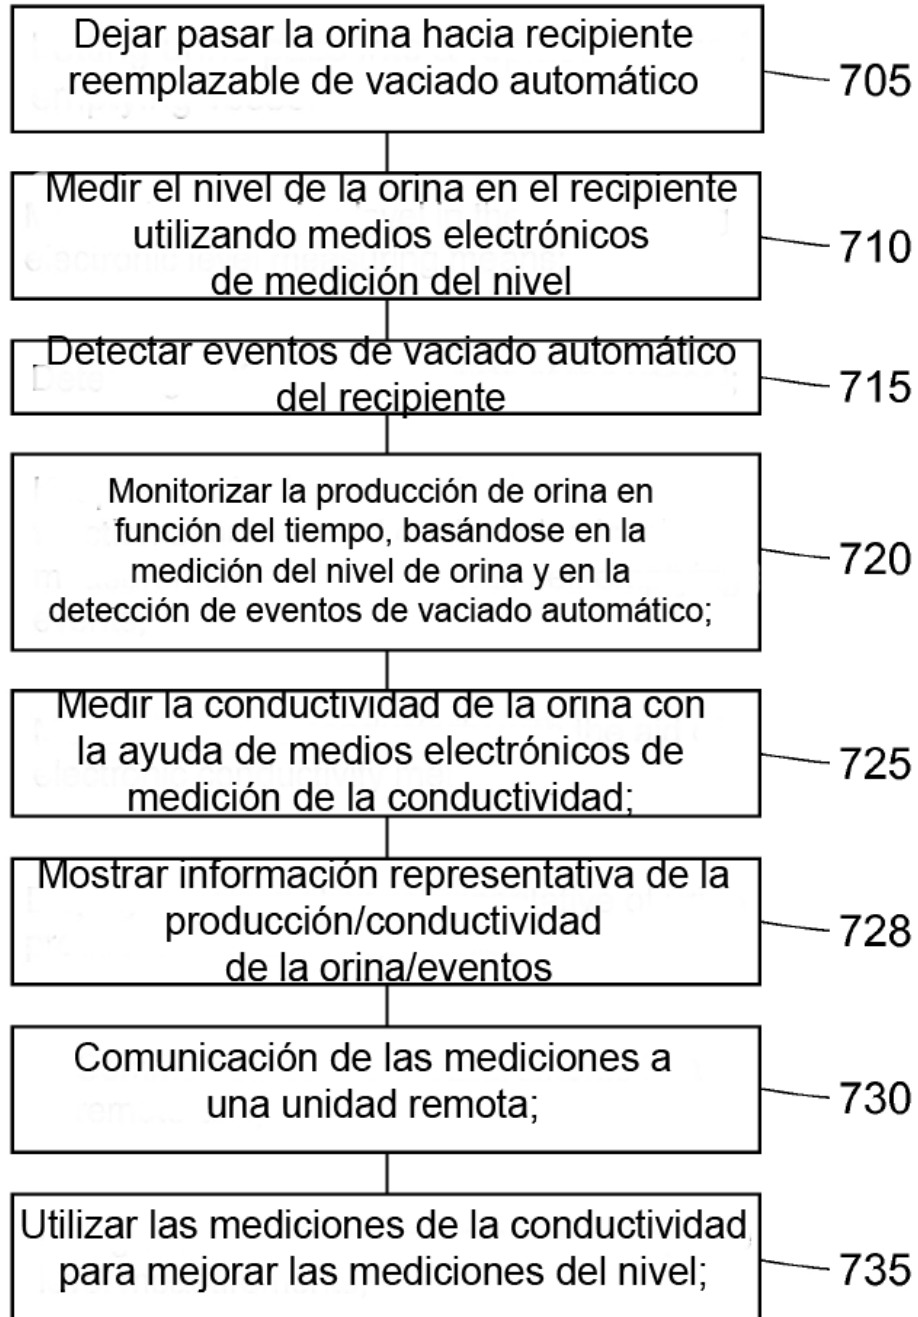 Dejar pasar la orina hacia recipiente
reemplazable de vaciado automático
705
Medir el nivel de la orina en el recipiente
utilizando medios electrónicos
de medición del nivel
710
Detectar eventos de vaciado automático
del recipiente
715
Monitorizar la producción de orina en
función del tiempo, basándose en la
medición del nivel de orina y en la
detección de eventos de vaciado automático;
720
Medir la conductividad de la orina con
la ayuda de medios electrónicos de
medición de la conductividad;
725
Mostrar información representativa de la
producción/conductividad
de la orina/eventos
728
Comunicación de las mediciones a
una unidad remota;
730
Utilizar las mediciones de la conductividad
para mejorar las mediciones del nivel;
735